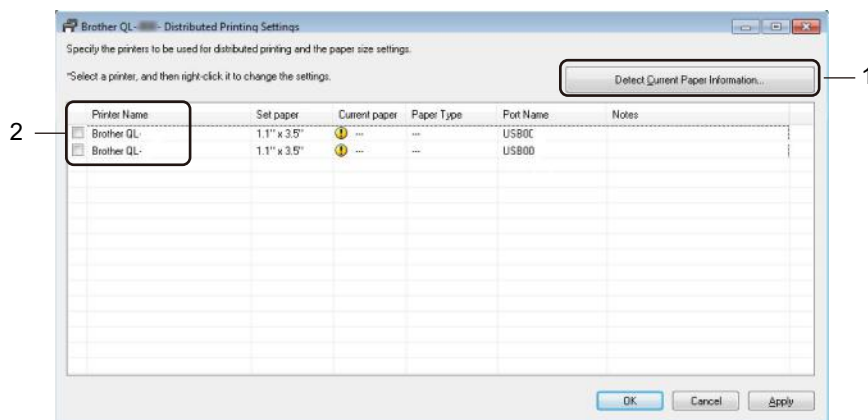 Brother QL- - Distributed Printing Settings
Specify the printers to be used for distributed printing and the paper size settings.
*Select a printer, and then right-click it to change the settings.
Detect Current Paper Information...
1
2
Printer Name Set paper Current paper Paper Type Port Name Notes
Brother QL- 1.1" x 3.5" --- --- USB00
Brother QL- 1.1" x 3.5" --- --- USB00
OK Cancel Apply